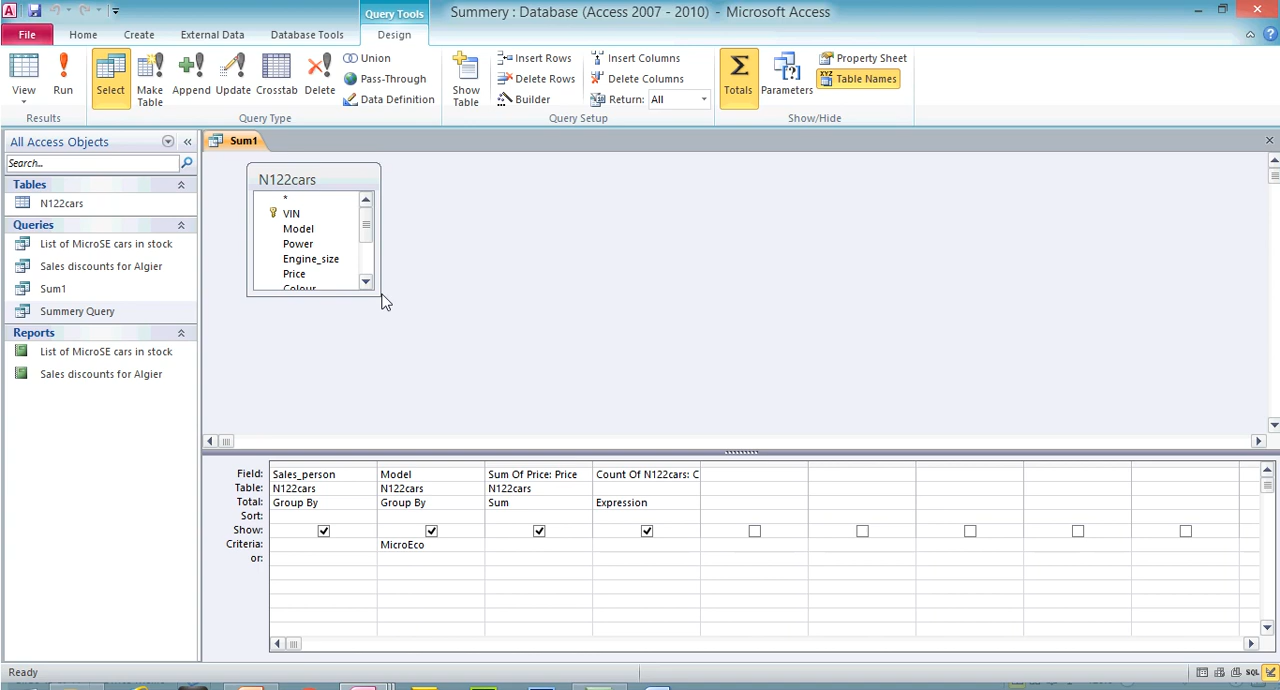 Query Tools
Summery : Database (Access 2007 - 2010) - Microsoft Access
File Home Create External Data Database Tools Design
View Run Select Make Table Append Update Crosstab Delete
Union
Pass-Through
Data Definition
Show Table
Insert Rows
Delete Rows
Builder
Insert Columns
Delete Columns
Return: All
Totals Parameters
Property Sheet
Table Names
Results Query Type Query Setup Show/Hide
All Access Objects
Search...
Tables
N122cars
Queries
List of MicroSE cars in stock
Sales discounts for Algier
Sum1
Summery Query
Reports
List of MicroSE cars in stock
Sales discounts for Algier
Sum1
N122cars
*
VIN
Model
Power
Engine_size
Price
Colour
Field: Sales_person Model Sum Of Price: Price Count Of N122cars: C
Table: N122cars N122cars N122cars
Total: Group By Group By Sum Expression
Sort:
Show:
Criteria: MicroEco
or:
Ready
SQL